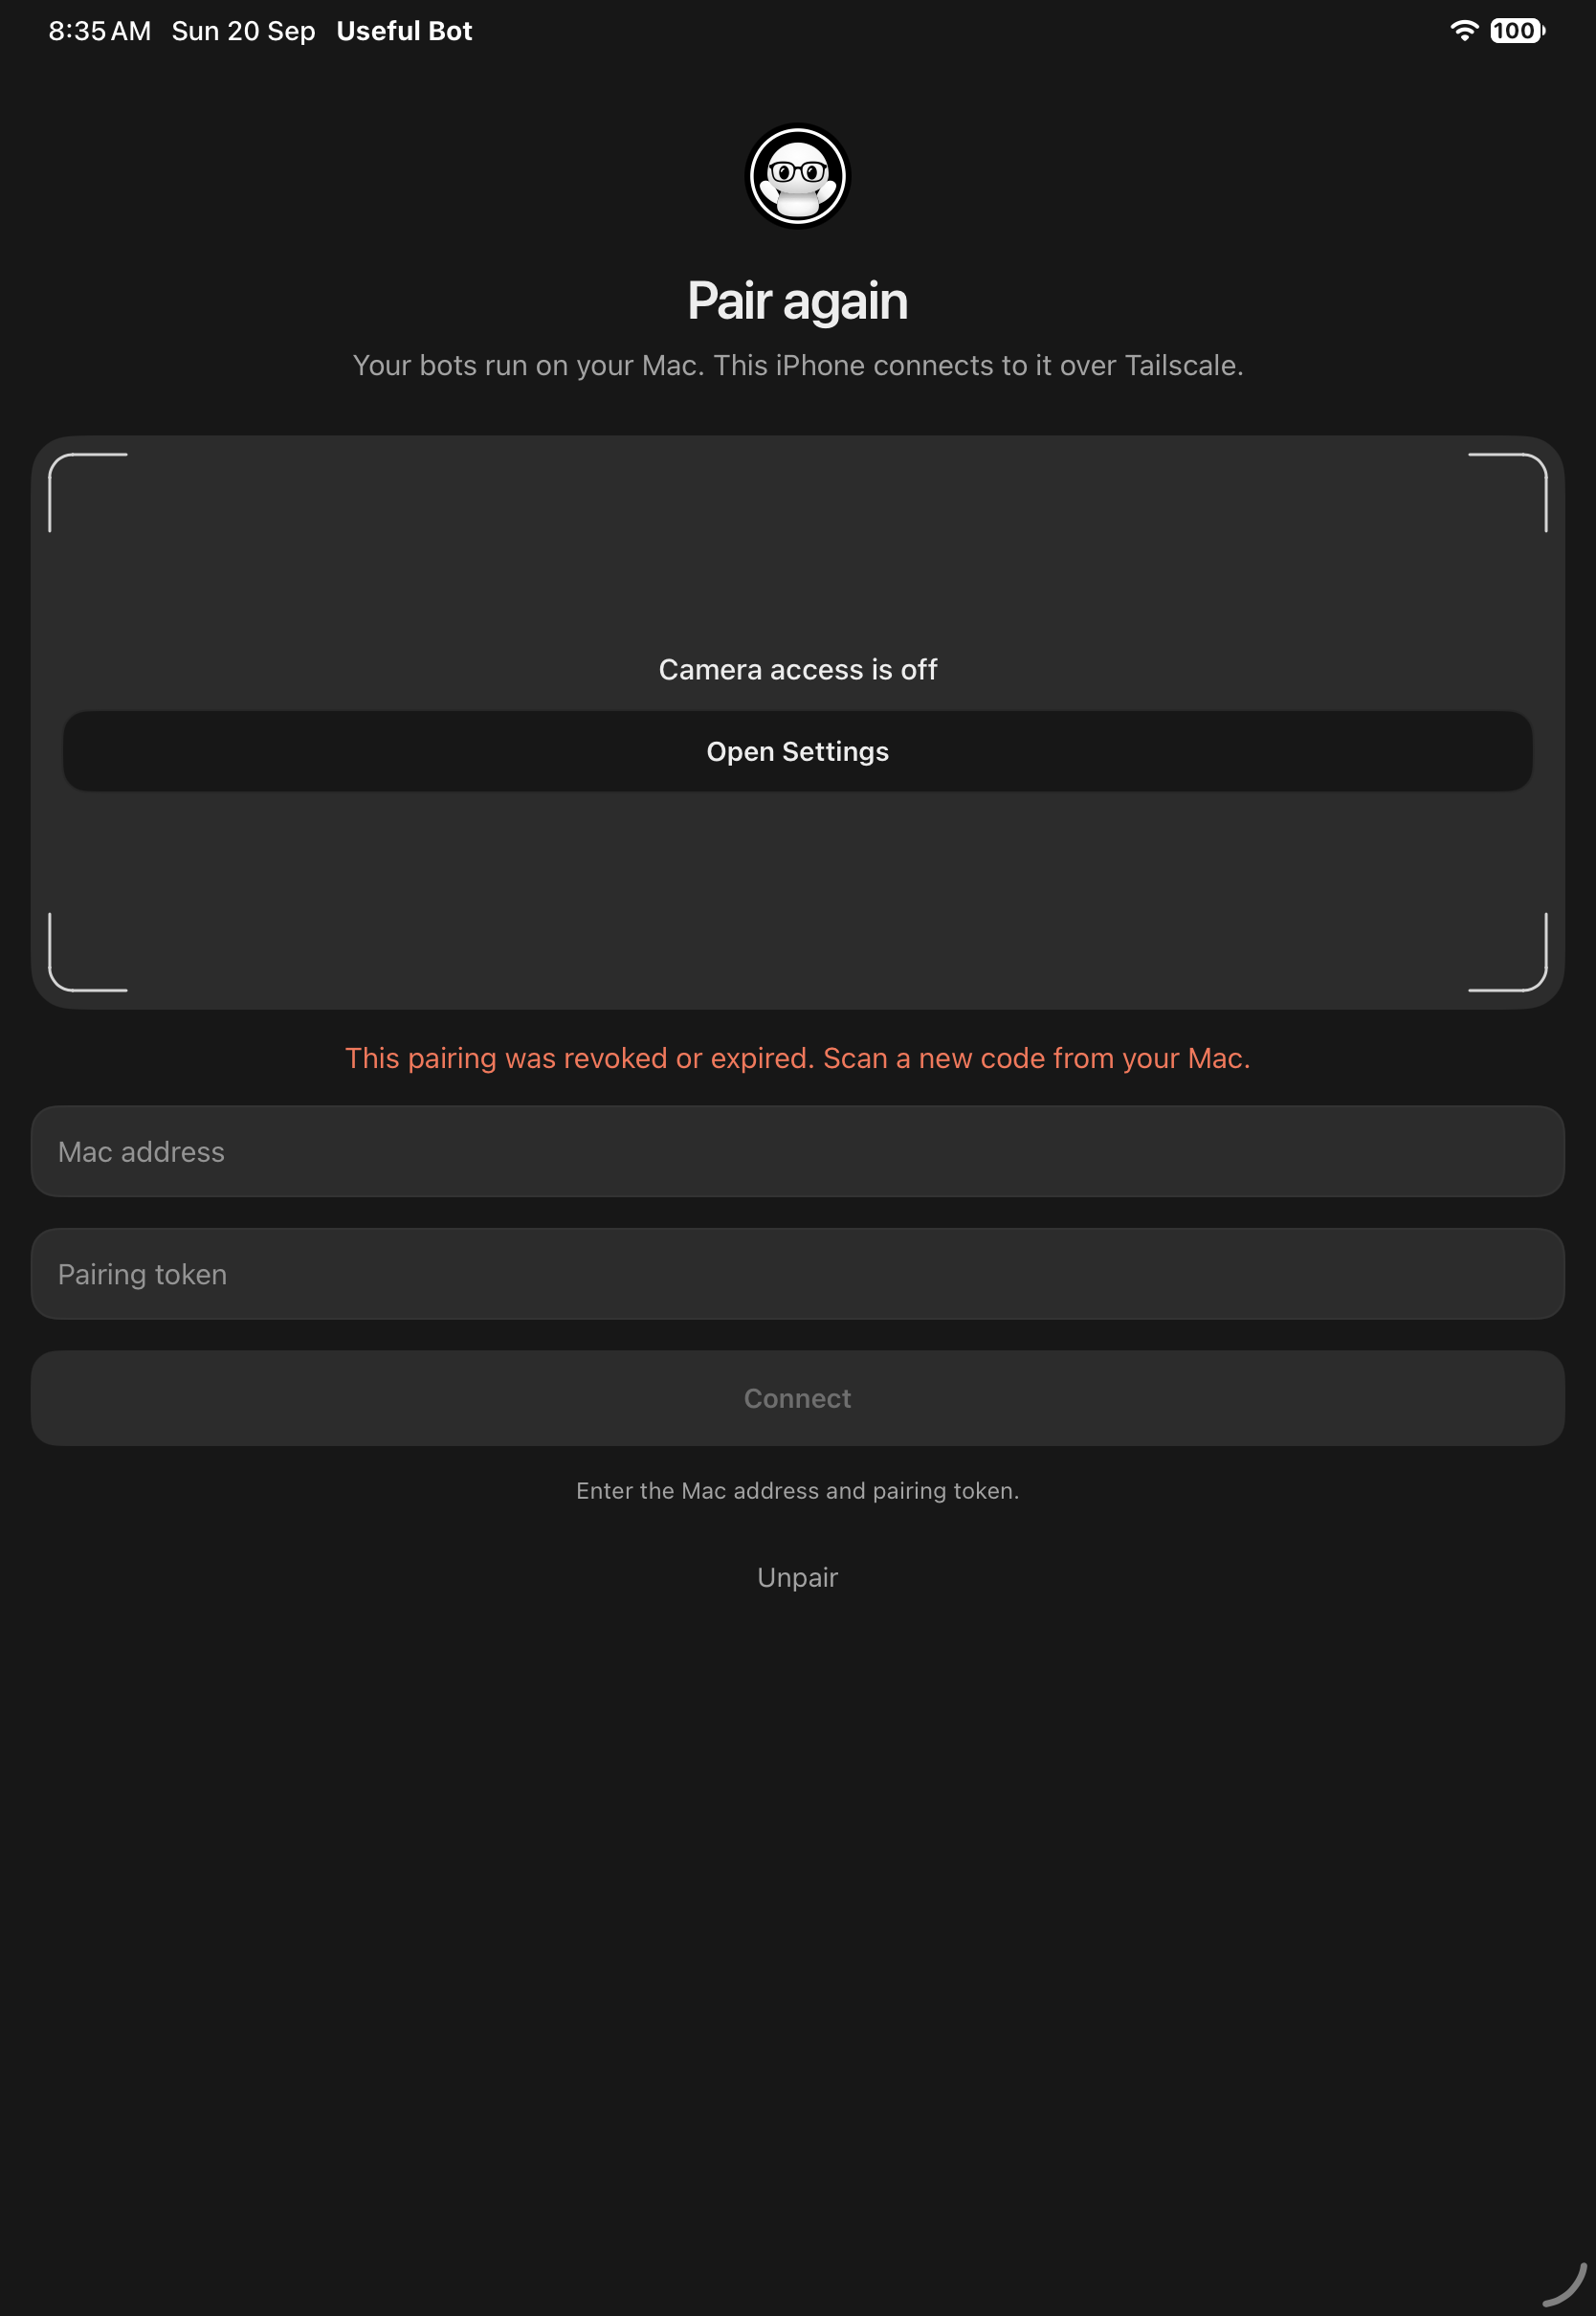 8:35 AM Sun 20 Sep Useful Bot
100
Pair again
Your bots run on your Mac. This iPhone connects to it over Tailscale.
Camera access is off
Open Settings
This pairing was revoked or expired. Scan a new code from your Mac.
Mac address
Pairing token
Connect
Enter the Mac address and pairing token.
Unpair